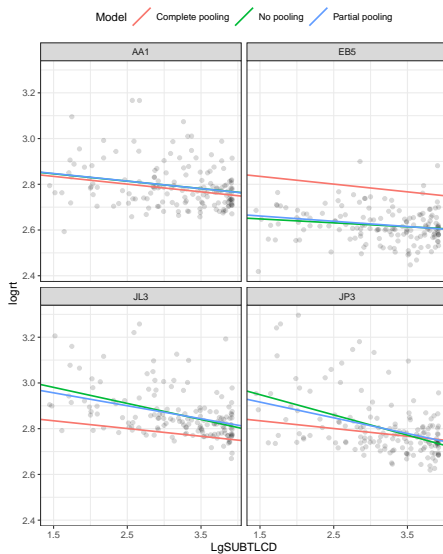 Model Complete pooling No pooling Partial pooling
AA1 EB5
3.2
3.0
2.8
2.6
2.4
JL3 JP3
3.2
3.0
2.8
2.6
2.4
logrt
1.5 2.5 3.5 1.5 2.5 3.5
LgSUBTLCD